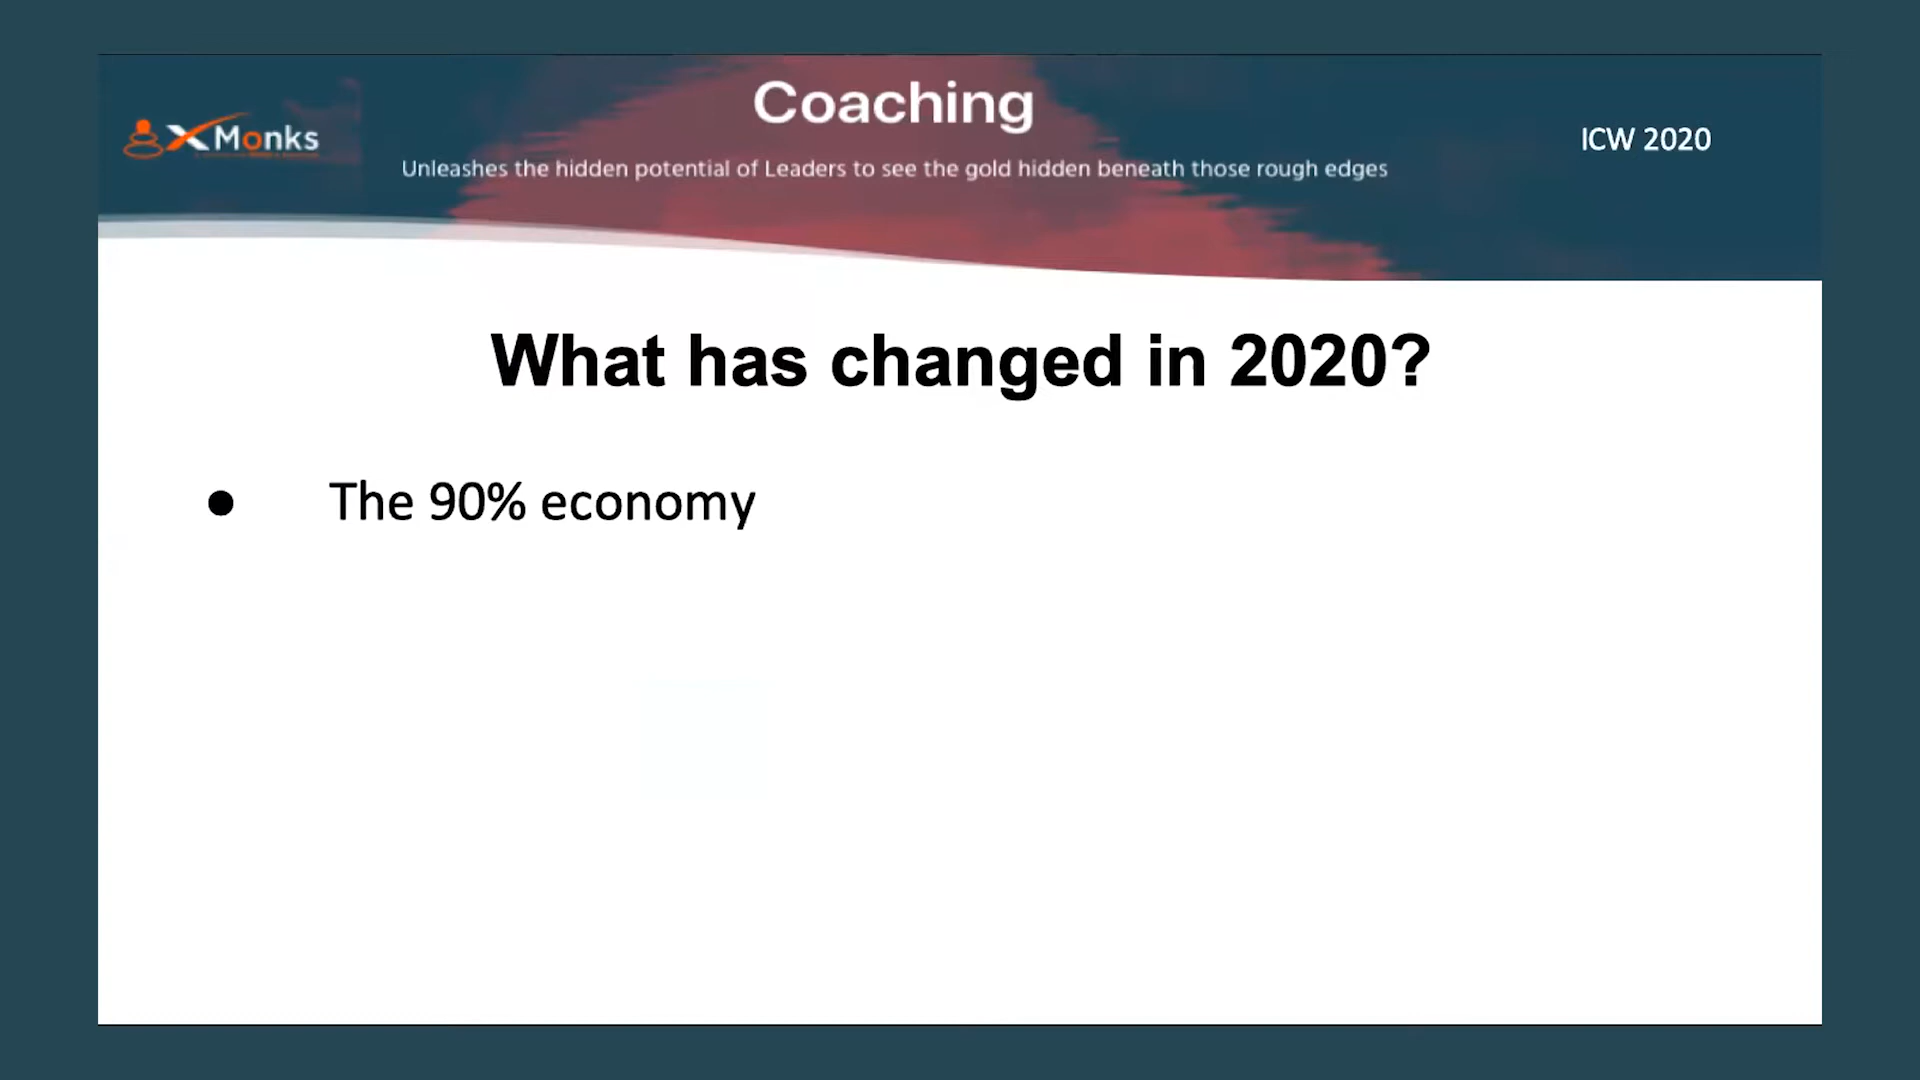 Coaching
XMonks
ICW 2020
Unleashes the hidden potential of Leaders to see the gold hidden beneath those rough edges
What has changed in 2020?
● The 90% economy